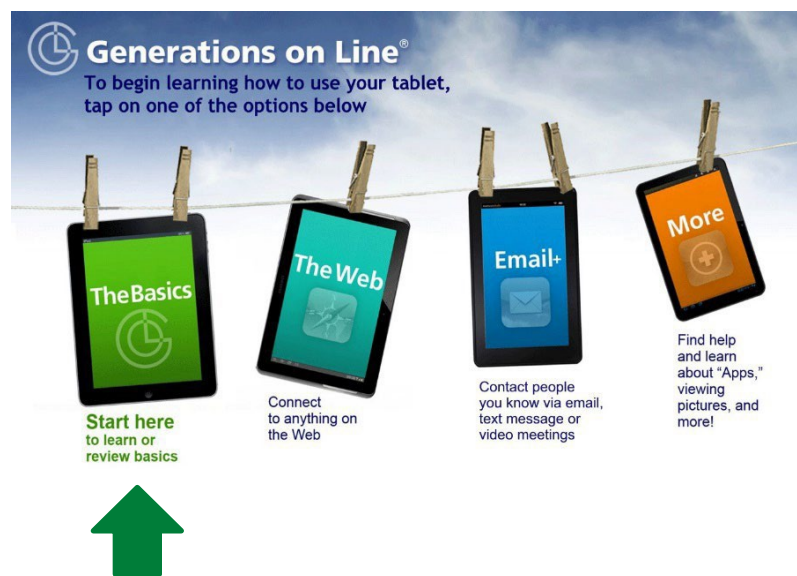 Generations on Line®
To begin learning how to use your tablet,
tap on one of the options below
The Basics
Start here
to learn or
review basics
The Web
Connect
to anything on
the Web
Email+
Contact people
you know via email,
text message or
video meetings
More
Find help
and learn
about “Apps,”
viewing
pictures, and
more!